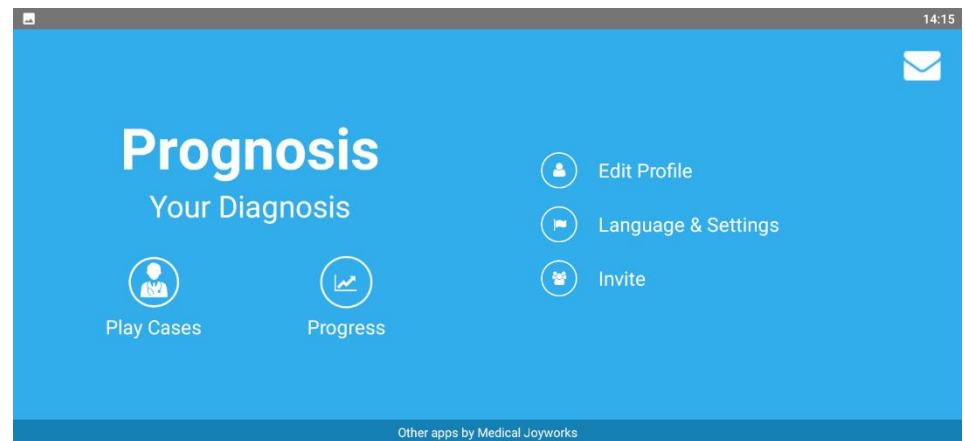 14:15
Prognosis
Your Diagnosis
Play Cases
Progress
Edit Profile
Language & Settings
Invite
Other apps by Medical Joyworks